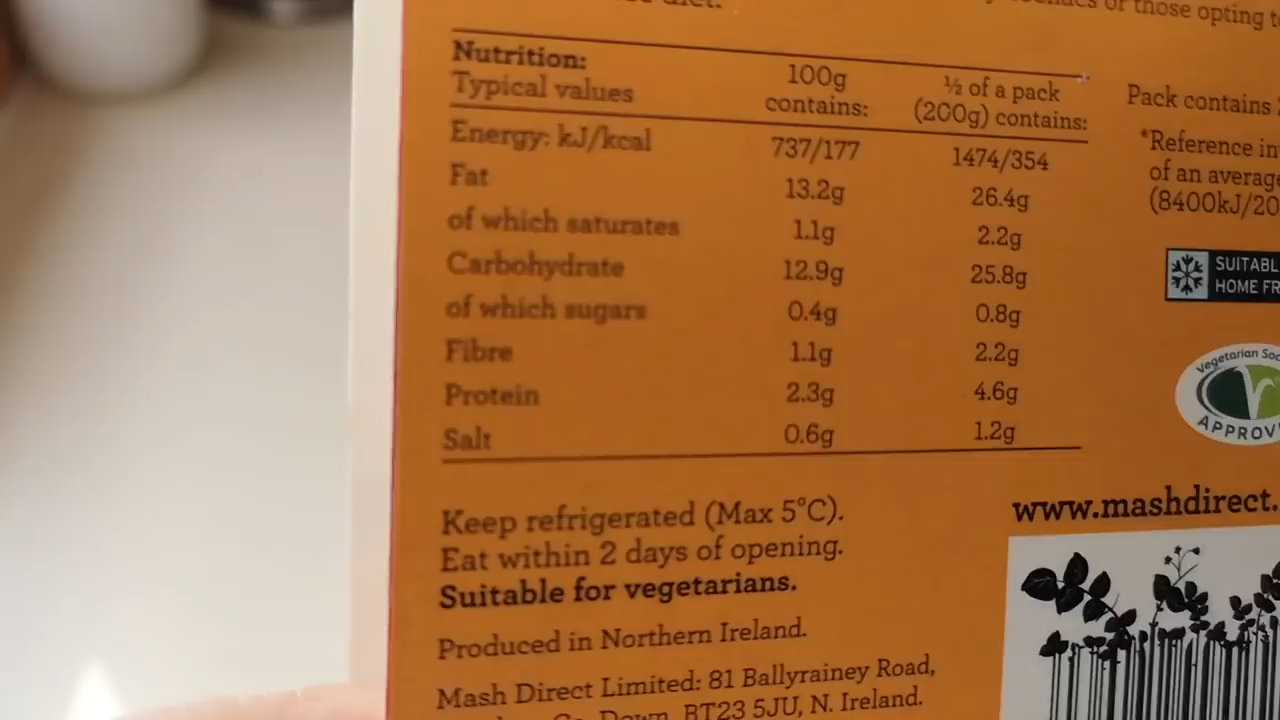 diet.
or those opting
Nutrition:
Typical values
100g
contains:
½ of a pack
(200g) contains:
Energy: kJ/kcal 737/177 1474/354
Fat 13.2g 26.4g
of which saturates 1.1g 2.2g
Carbohydrate 12.9g 25.8g
of which sugars 0.4g 0.8g
Fibre 1.1g 2.2g
Protein 2.3g 4.6g
Salt 0.6g 1.2g
Keep refrigerated (Max 5°C).
Eat within 2 days of opening.
Suitable for vegetarians.
Produced in Northern Ireland.
Mash Direct Limited: 81 Ballyrainey Road,
Co. Down, BT23 5JU, N. Ireland.
Pack contains
*Reference in
of an average
(8400kJ/20
SUITABL
HOME FR
Vegetarian Soc
APPROV
www.mashdirect.